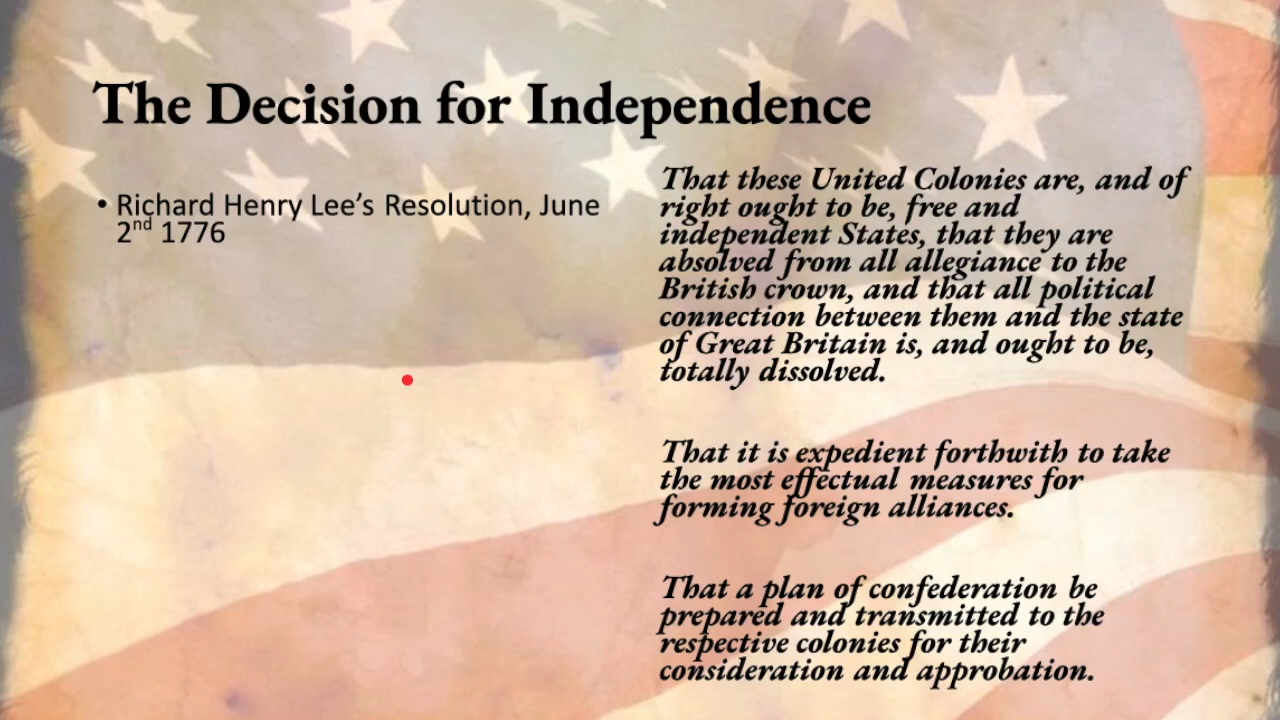 The Decision for Independence
• Richard Henry Lee’s Resolution, June
2nd 1776
That these United Colonies are, and of
right ought to be, free and
independent States, that they are
absolved from all allegiance to the
British crown, and that all political
connection between them and the state
of Great Britain is, and ought to be,
totally dissolved.
That it is expedient forthwith to take
the most effectual measures for
forming foreign alliances.
That a plan of confederation be
prepared and transmitted to the
respective colonies for their
consideration and approbation.